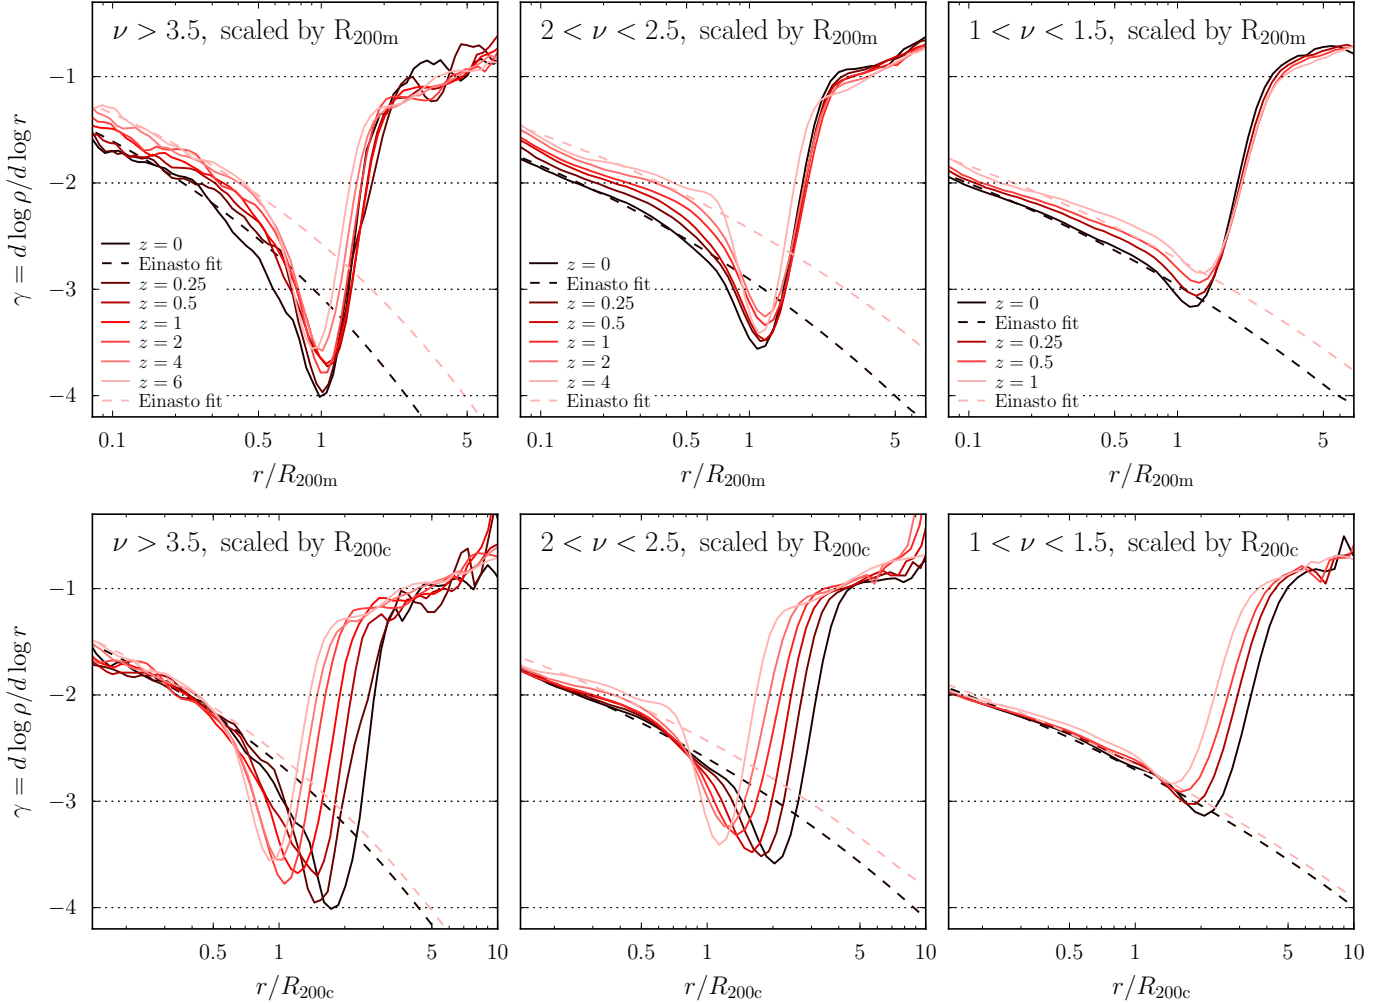 ν > 3.5, scaled by R200m
2 < ν < 2.5, scaled by R200m
1 < ν < 1.5, scaled by R200m
γ = d log ρ/d log r
−1
−2
−3
−4
z = 0
Einasto fit
z = 0.25
z = 0.5
z = 1
z = 2
z = 4
z = 6
Einasto fit
z = 0
Einasto fit
z = 0.25
z = 0.5
z = 1
z = 2
z = 4
Einasto fit
z = 0
Einasto fit
z = 0.25
z = 0.5
z = 1
Einasto fit
0.1 0.5 1 5
0.1 0.5 1 5
0.1 0.5 1 5
r/R200m
r/R200m
r/R200m
ν > 3.5, scaled by R200c
2 < ν < 2.5, scaled by R200c
1 < ν < 1.5, scaled by R200c
γ = d log ρ/d log r
−1
−2
−3
−4
0.5 1 5 10
0.5 1 5 10
0.5 1 5 10
r/R200c
r/R200c
r/R200c